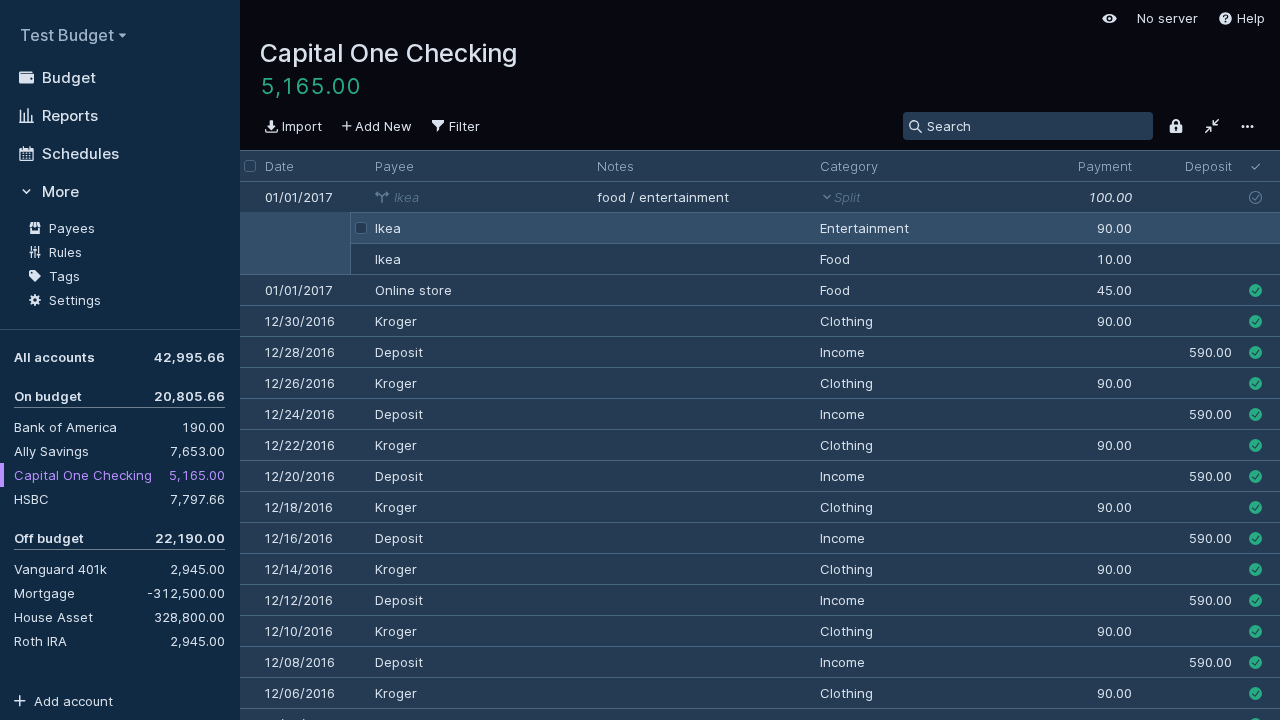 Test Budget
Budget
Reports
Schedules
More
Payees
Rules
Tags
Settings
All accounts 42,995.66
On budget 20,805.66
Bank of America 190.00
Ally Savings 7,653.00
Capital One Checking 5,165.00
HSBC 7,797.66
Off budget 22,190.00
Vanguard 401k 2,945.00
Mortgage -312,500.00
House Asset 328,800.00
Roth IRA 2,945.00
Add account
No server Help
Capital One Checking
5,165.00
Import Add New Filter Search
Date Payee Notes Category Payment Deposit
01/01/2017 Ikea food / entertainment Split 100.00
Ikea Entertainment 90.00
Ikea Food 10.00
01/01/2017 Online store Food 45.00
12/30/2016 Kroger Clothing 90.00
12/28/2016 Deposit Income 590.00
12/26/2016 Kroger Clothing 90.00
12/24/2016 Deposit Income 590.00
12/22/2016 Kroger Clothing 90.00
12/20/2016 Deposit Income 590.00
12/18/2016 Kroger Clothing 90.00
12/16/2016 Deposit Income 590.00
12/14/2016 Kroger Clothing 90.00
12/12/2016 Deposit Income 590.00
12/10/2016 Kroger Clothing 90.00
12/08/2016 Deposit Income 590.00
12/06/2016 Kroger Clothing 90.00